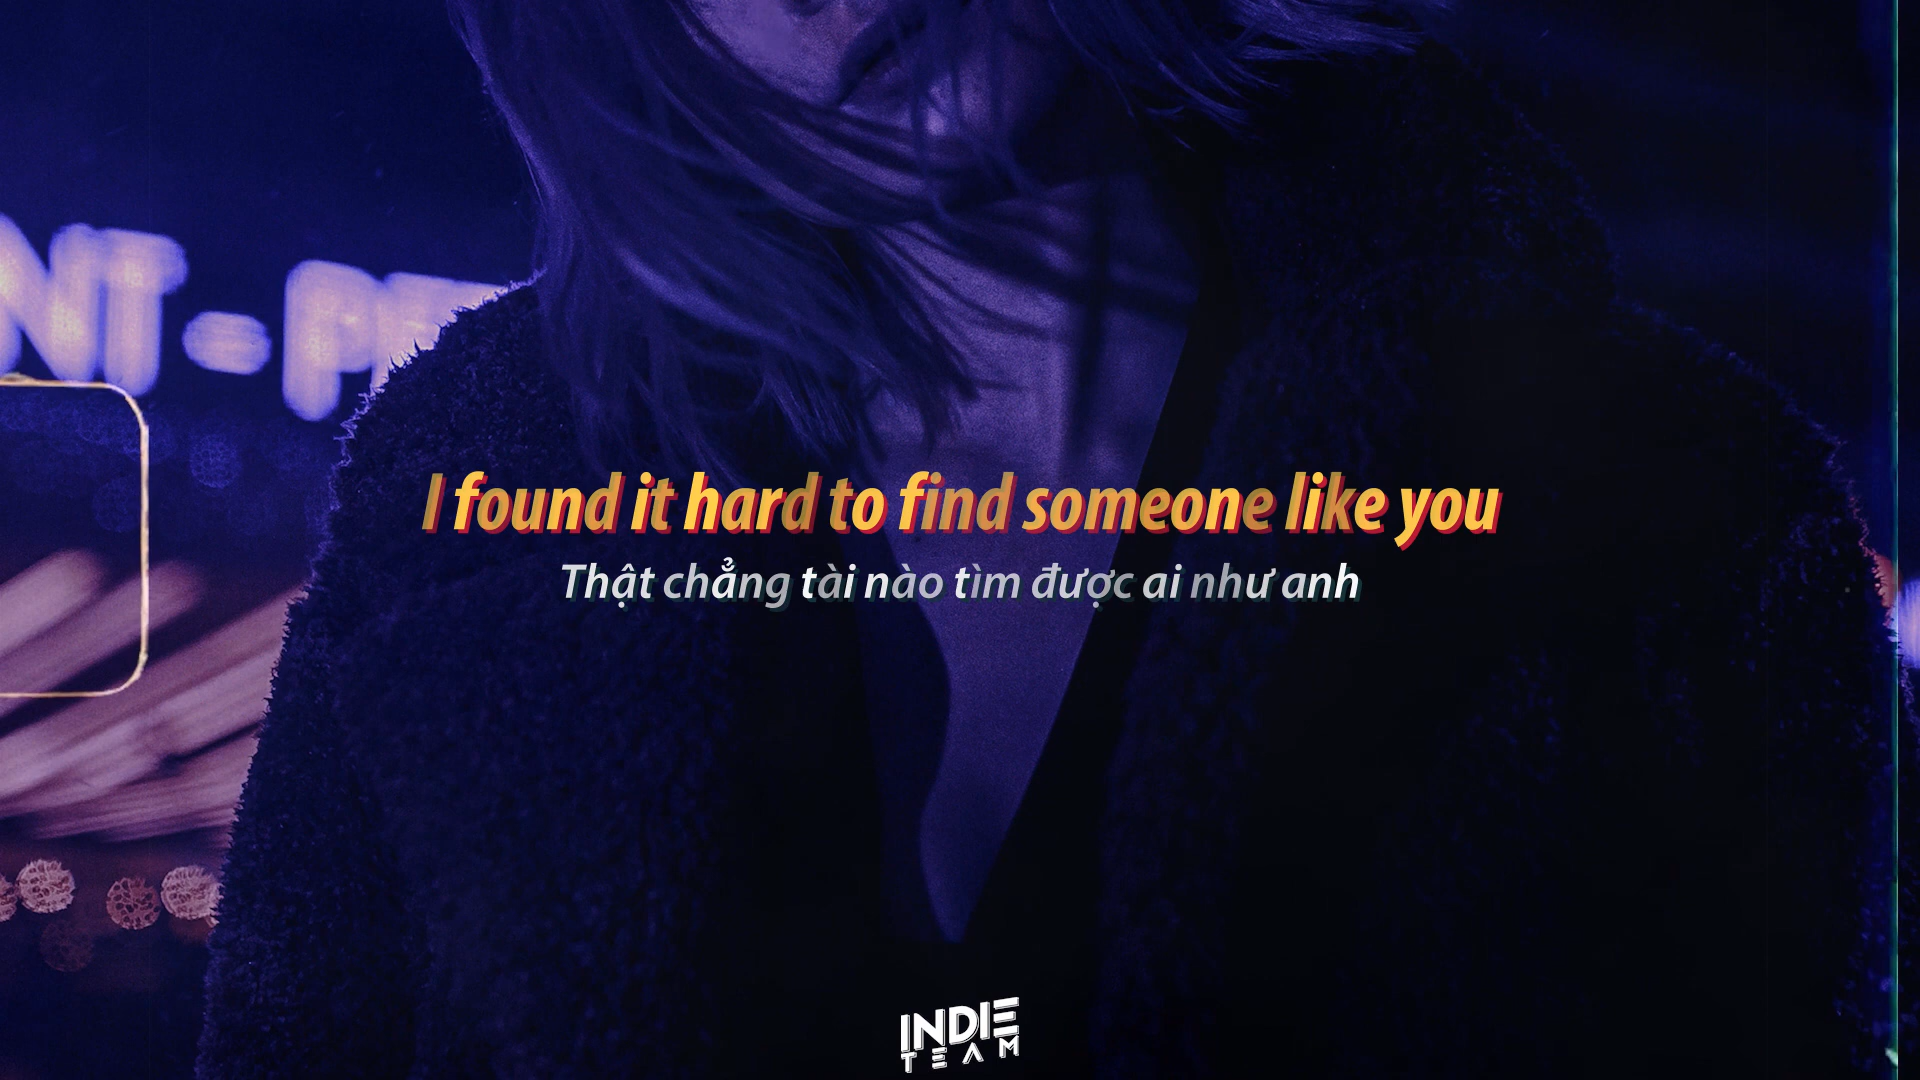 NT-
I found it hard to find someone like you
Thật chẳng tài nào tìm được ai như anh
INDIE
TEAM